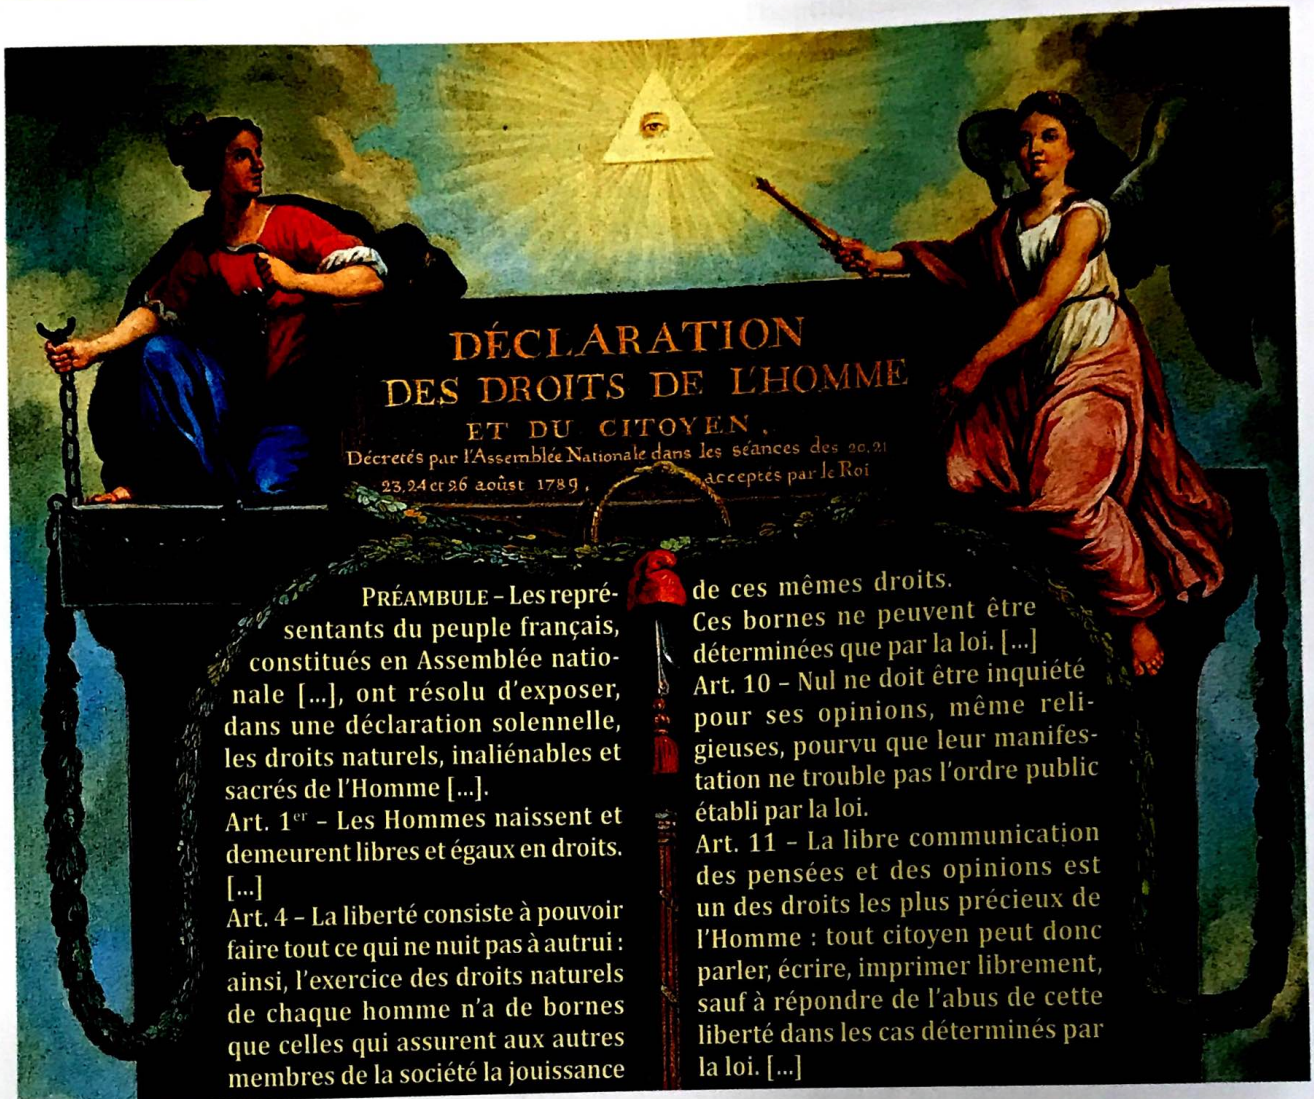 DÉCLARATION
DES DROITS DE L'HOMME
ET DU CITOYEN,
Décretés par l'Assemblée Nationale dans les séances des 20, 21
23, 24 et 26 aoûst 1789, acceptés par le Roi
PRÉAMBULE – Les repré-
sentants du peuple français,
constitués en Assemblée natio-
nale [...], ont résolu d'exposer,
dans une déclaration solennelle,
les droits naturels, inaliénables et
sacrés de l'Homme [...].
Art. 1er – Les Hommes naissent et
demeurent libres et égaux en droits.
[...]
Art. 4 – La liberté consiste à pouvoir
faire tout ce qui ne nuit pas à autrui :
ainsi, l'exercice des droits naturels
de chaque homme n'a de bornes
que celles qui assurent aux autres
membres de la société la jouissance
de ces mêmes droits.
Ces bornes ne peuvent être
déterminées que par la loi. [...]
Art. 10 – Nul ne doit être inquiété
pour ses opinions, même reli-
gieuses, pourvu que leur manifes-
tation ne trouble pas l'ordre public
établi par la loi.
Art. 11 – La libre communication
des pensées et des opinions est
un des droits les plus précieux de
l'Homme : tout citoyen peut donc
parler, écrire, imprimer librement,
sauf à répondre de l'abus de cette
liberté dans les cas déterminés par
la loi. [...]